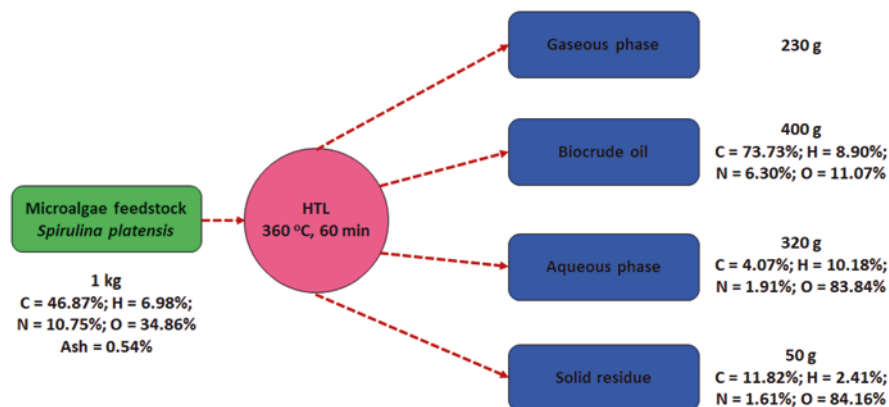 Gaseous phase
230 g
400 g
Biocrude oil
C = 73.73%; H = 8.90%;
N = 6.30%; O = 11.07%
Microalgae feedstock
Spirulina platensis
HTL
360 °C, 60 min
1 kg
C = 46.87%; H = 6.98%;
N = 10.75%; O = 34.86%
Ash = 0.54%
320 g
Aqueous phase
C = 4.07%; H = 10.18%;
N = 1.91%; O = 83.84%
50 g
Solid residue
C = 11.82%; H = 2.41%;
N = 1.61%; O = 84.16%